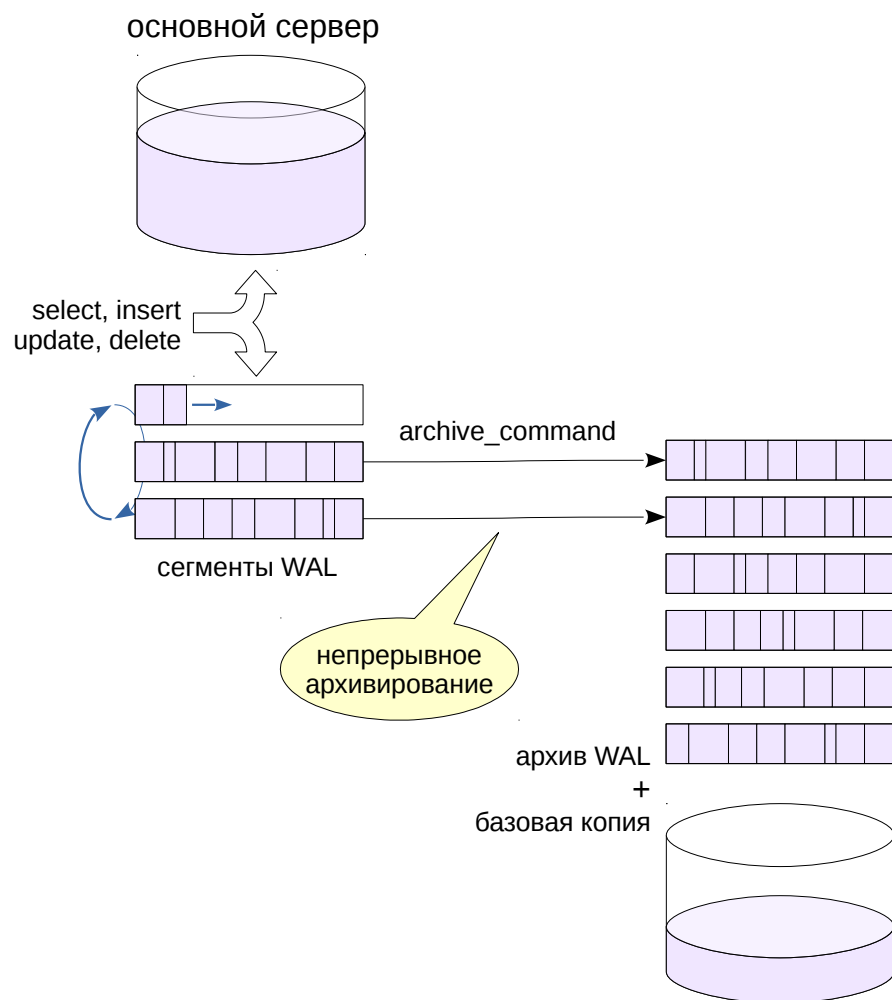 основной сервер
select, insert
update, delete
archive_command
сегменты WAL
непрерывное
архивирование
архив WAL
+
базовая копия